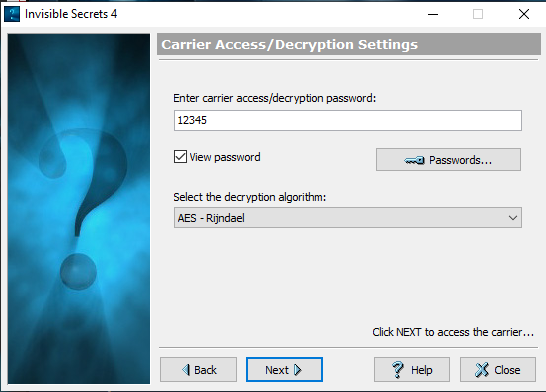 Invisible Secrets 4
Carrier Access/Decryption Settings
Enter carrier access/decryption password:
12345
View password
Passwords...
Select the decryption algorithm:
AES - Rijndael
Click NEXT to access the carrier...
Back
Next
Help
Close